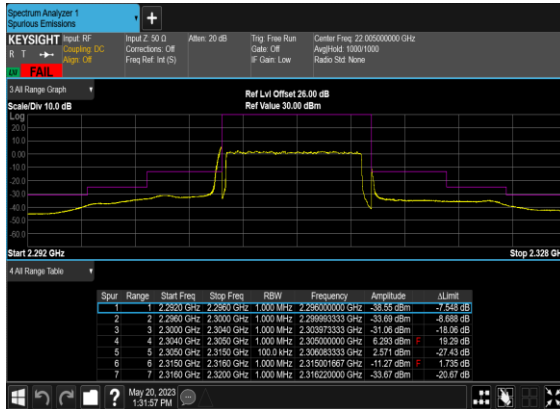 Spectrum Analyzer 1
Spurious Emissions
+
KEYSIGHT Input: RF Input Z: 50 Ω Atten: 20 dB Trig: Free Run Center Freq: 22.005000000 GHz
R T Coupling: DC Corrections: Off Gate: Off Avg|Hold: 1000/1000
Align: Off Freq Ref: Int (S) IF Gain: Low Radio Std: None
LXI FAIL
3 All Range Graph
Ref Lvl Offset 26.00 dB
Scale/Div 10.0 dB Ref Value 30.00 dBm
Log
20.0
10.0
0.00
-10.0
-20.0
-30.0
-40.0
-50.0
-60.0
Start 2.292 GHz Stop 2.328 GH
4 All Range Table
Spur Range Start Freq Stop Freq RBW Frequency Amplitude ΔLimit
1 1 2.2920 GHz 2.2960 GHz 1.000 MHz 2.296000000 GHz -38.55 dBm -7.548 dB
2 2 2.2960 GHz 2.3000 GHz 1.000 MHz 2.299993333 GHz -33.69 dBm -8.688 dB
3 3 2.3000 GHz 2.3040 GHz 1.000 MHz 2.303973333 GHz -31.06 dBm -18.06 dB
4 4 2.3040 GHz 2.3050 GHz 1.000 MHz 2.305000000 GHz 6.293 dBm F 19.29 dB
5 5 2.3050 GHz 2.3150 GHz 100.0 kHz 2.306083333 GHz 2.571 dBm -27.43 dB
6 6 2.3150 GHz 2.3160 GHz 1.000 MHz 2.315001667 GHz -11.27 dBm F 1.735 dB
7 7 2.3160 GHz 2.3200 GHz 1.000 MHz 2.316220000 GHz -33.67 dBm -20.67 dB
? May 20, 2023
1:31:57 PM